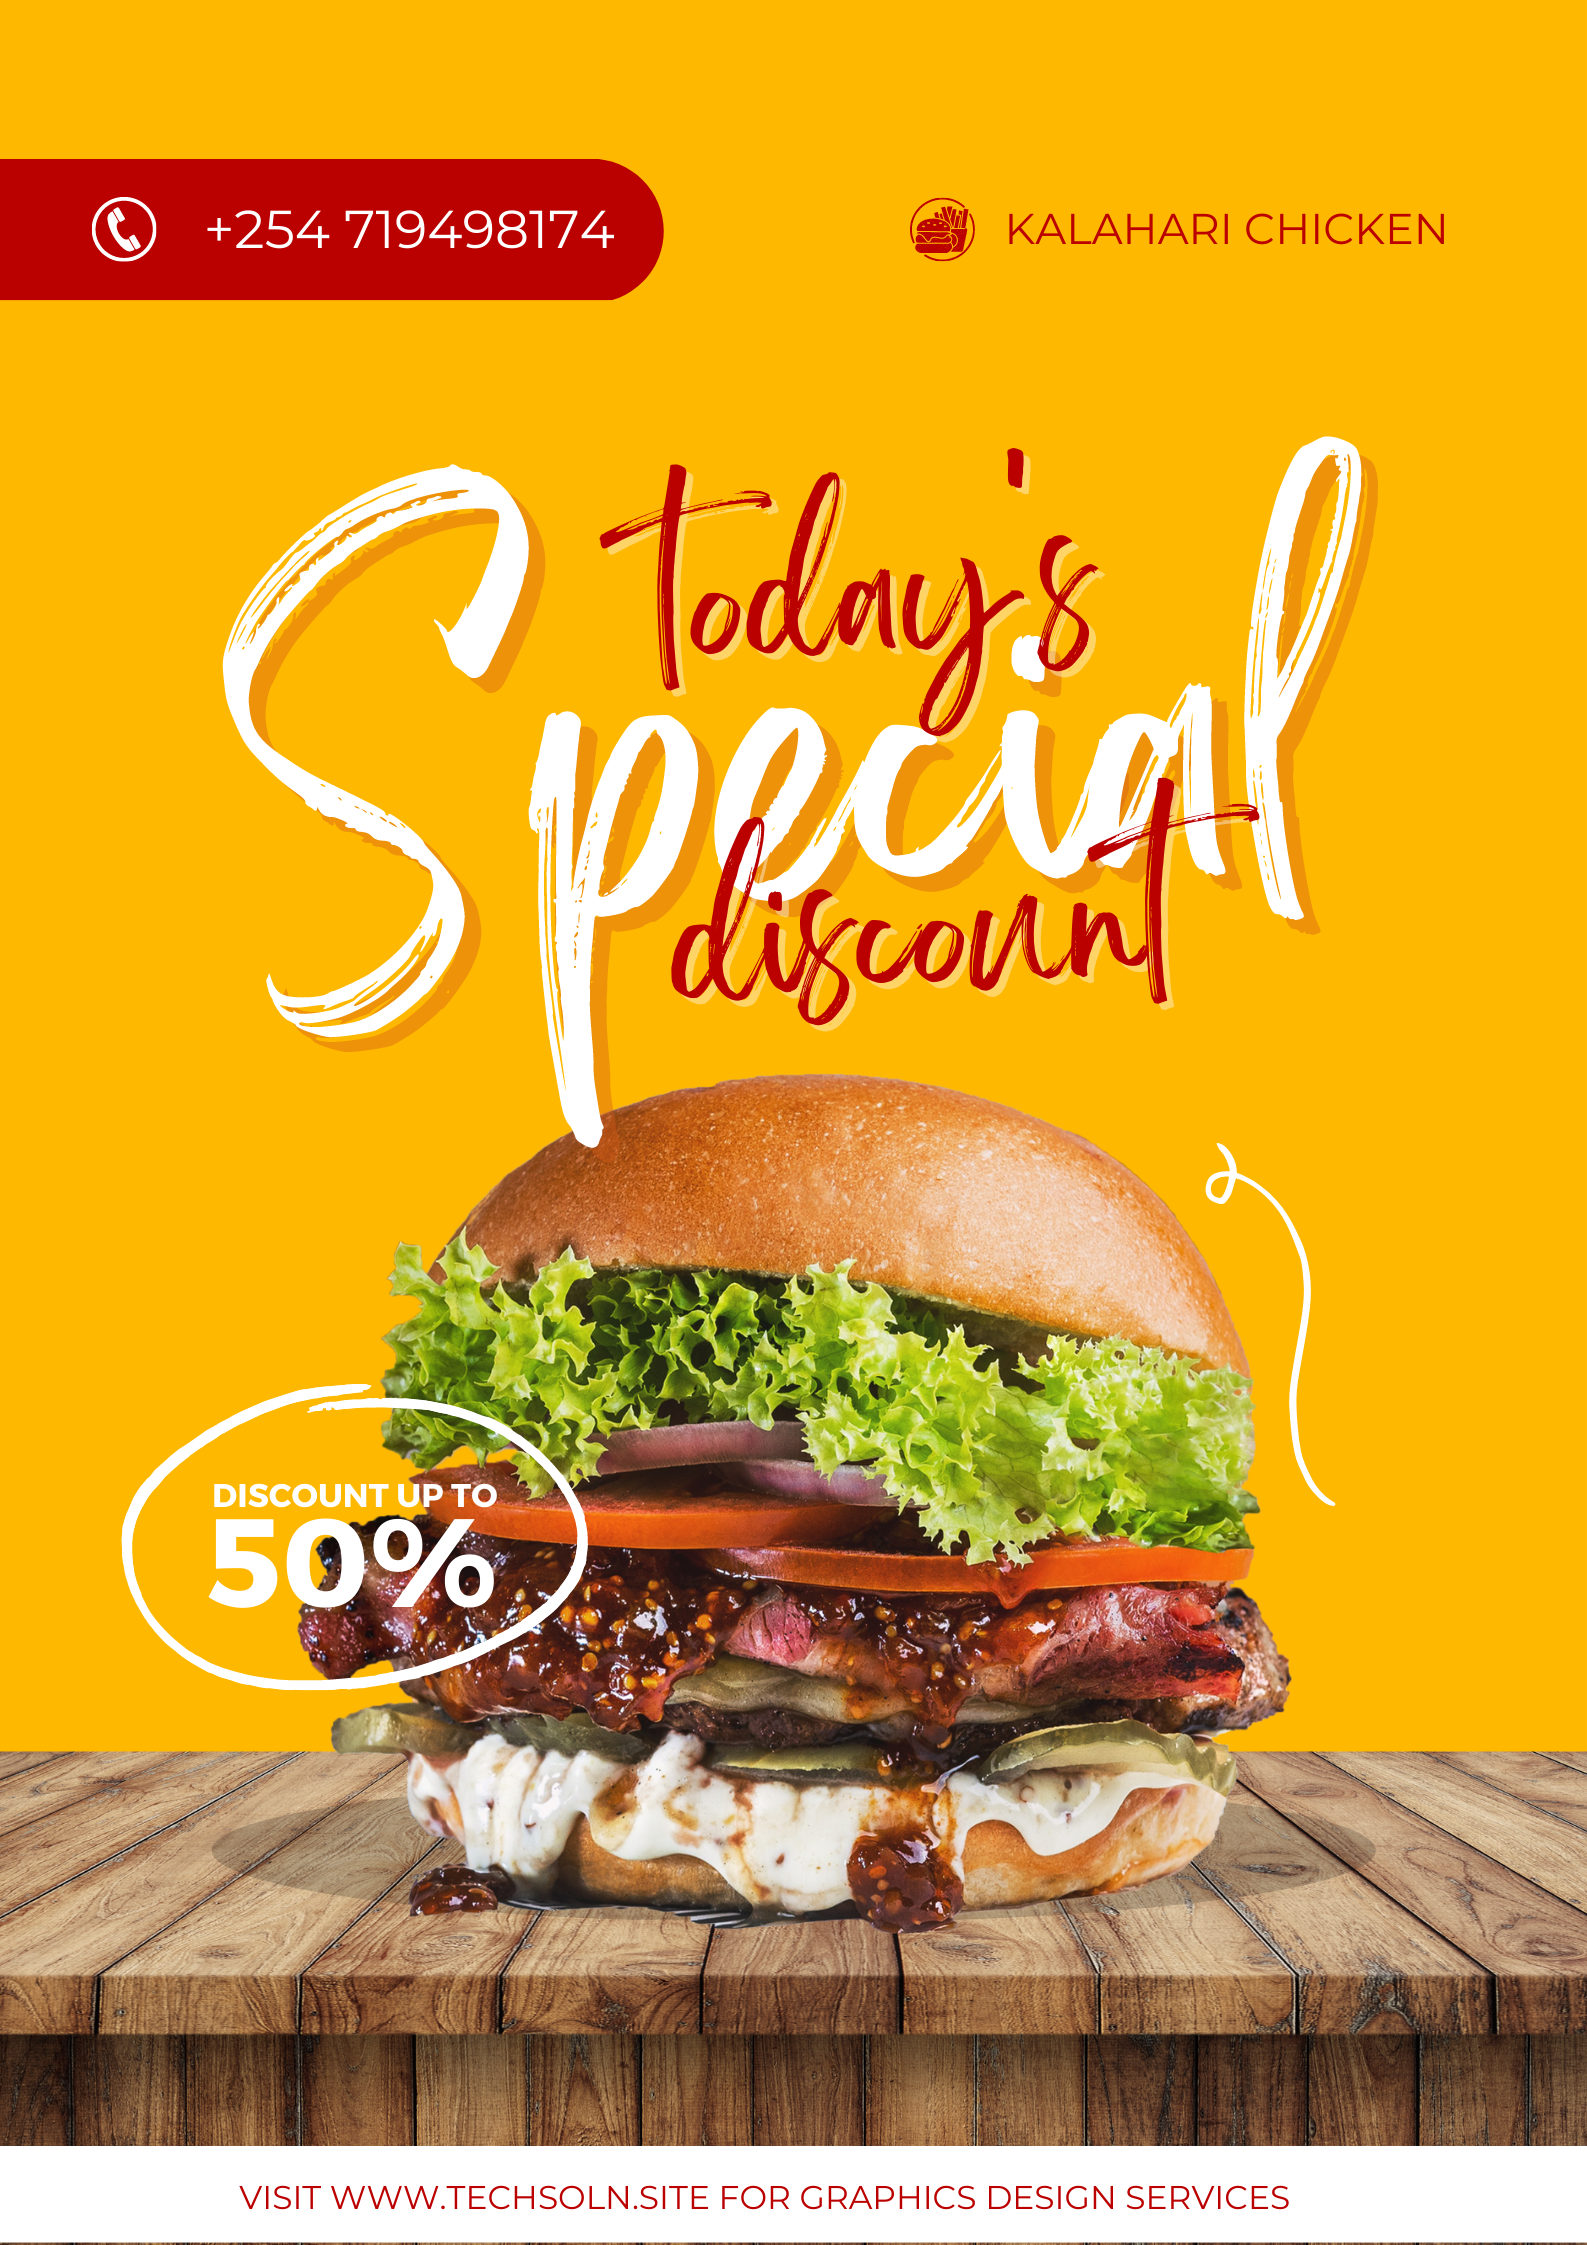 +254 719498174
KALAHARI CHICKEN
today's
Special
discount
DISCOUNT UP TO
50%
VISIT WWW.TECHSOLN.SITE FOR GRAPHICS DESIGN SERVICES